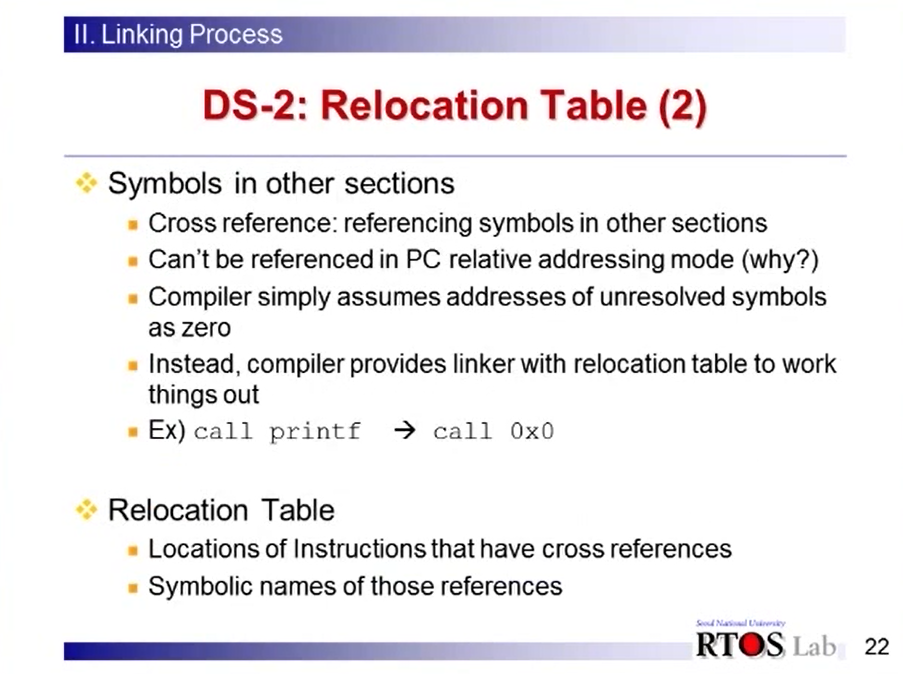 II. Linking Process
DS-2: Relocation Table (2)
Symbols in other sections
Cross reference: referencing symbols in other sections
Can't be referenced in PC relative addressing mode (why?)
Compiler simply assumes addresses of unresolved symbols
as zero
Instead, compiler provides linker with relocation table to work
things out
Ex) call printf → call 0x0
Relocation Table
Locations of Instructions that have cross references
Symbolic names of those references
Seoul National University
RTOS Lab
22